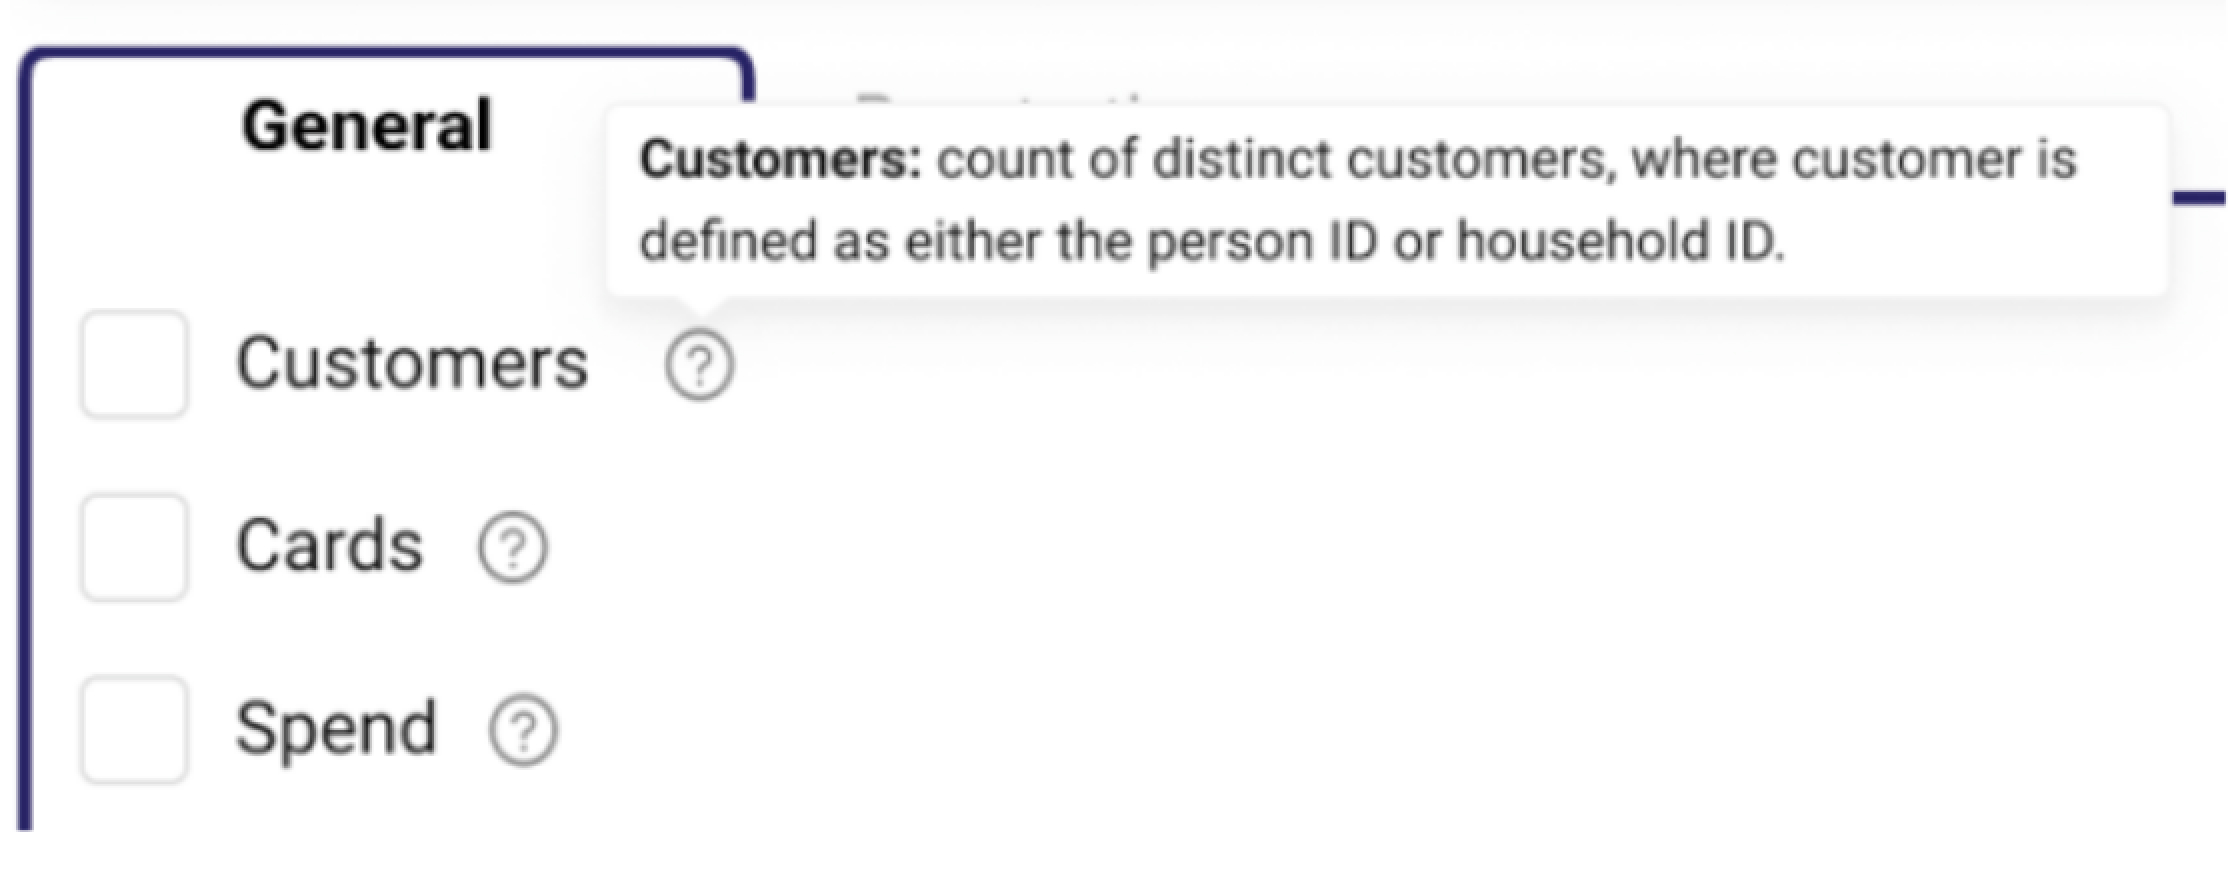 General
Customers: count of distinct customers, where customer is
defined as either the person ID or household ID.
Customers
Cards
Spend